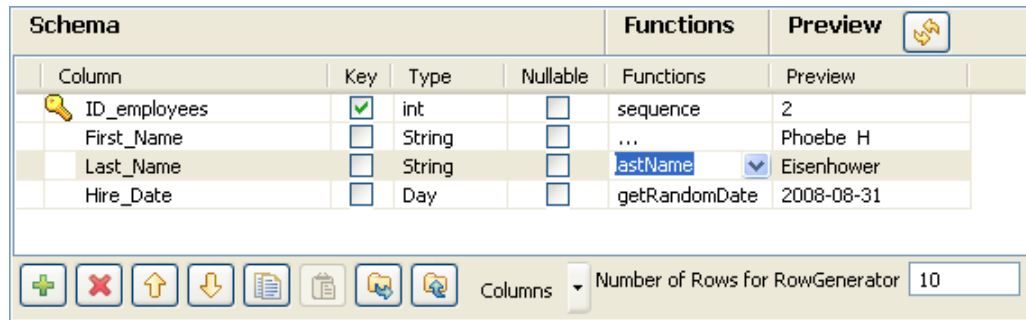 Schema Functions Preview
Column Key Type Nullable Functions Preview
ID_employees int sequence 2
First_Name String ... Phoebe H
Last_Name String lastName Eisenhower
Hire_Date Day getRandomDate 2008-08-31
Columns Number of Rows for RowGenerator 10